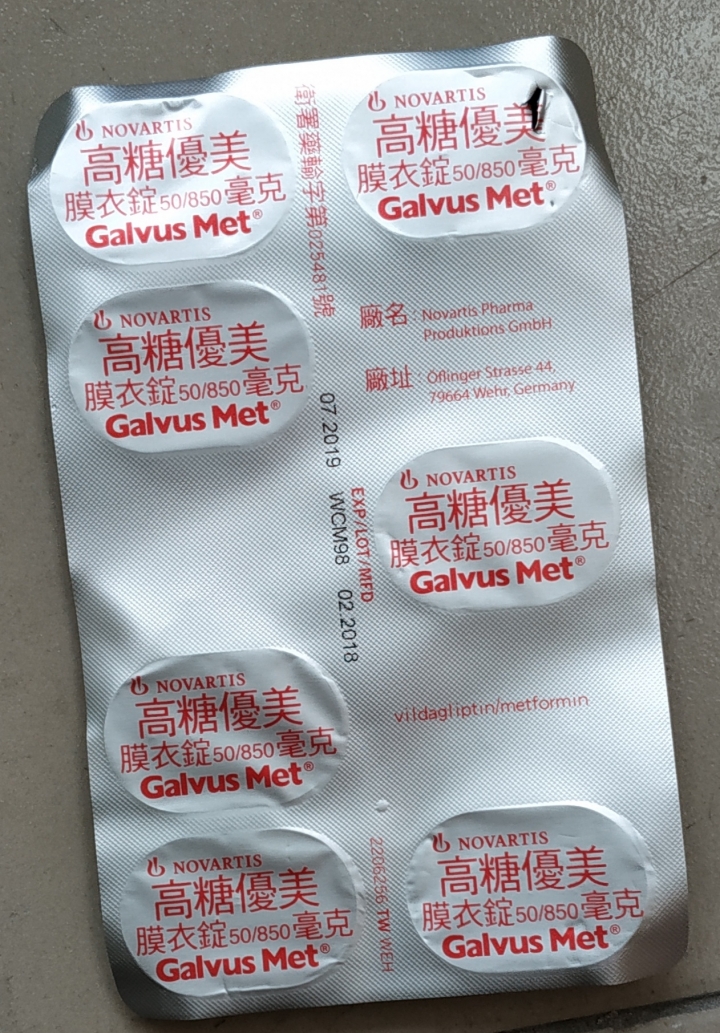 NOVARTIS
高糖優美
膜衣錠50/850毫克
Galvus Met®
NOVARTIS
高糖優美
膜衣錠50/850毫克
Galvus Met®
衛署藥輸字第025481號
NOVARTIS
高糖優美
膜衣錠50/850毫克
Galvus Met®
廠名：Novartis Pharma
Produktions GmbH
廠址：Öflinger Strasse 44,
79664 Wehr, Germany
EXP/LOT/MFD
07.2019 WCM98 02.2018
NOVARTIS
高糖優美
膜衣錠50/850毫克
Galvus Met®
NOVARTIS
高糖優美
膜衣錠50/850毫克
Galvus Met®
vildagliptin/metformin
NOVARTIS
高糖優美
膜衣錠50/850毫克
Galvus Met®
2206256 TW WEH
NOVARTIS
高糖優美
膜衣錠50/850毫克
Galvus Met®